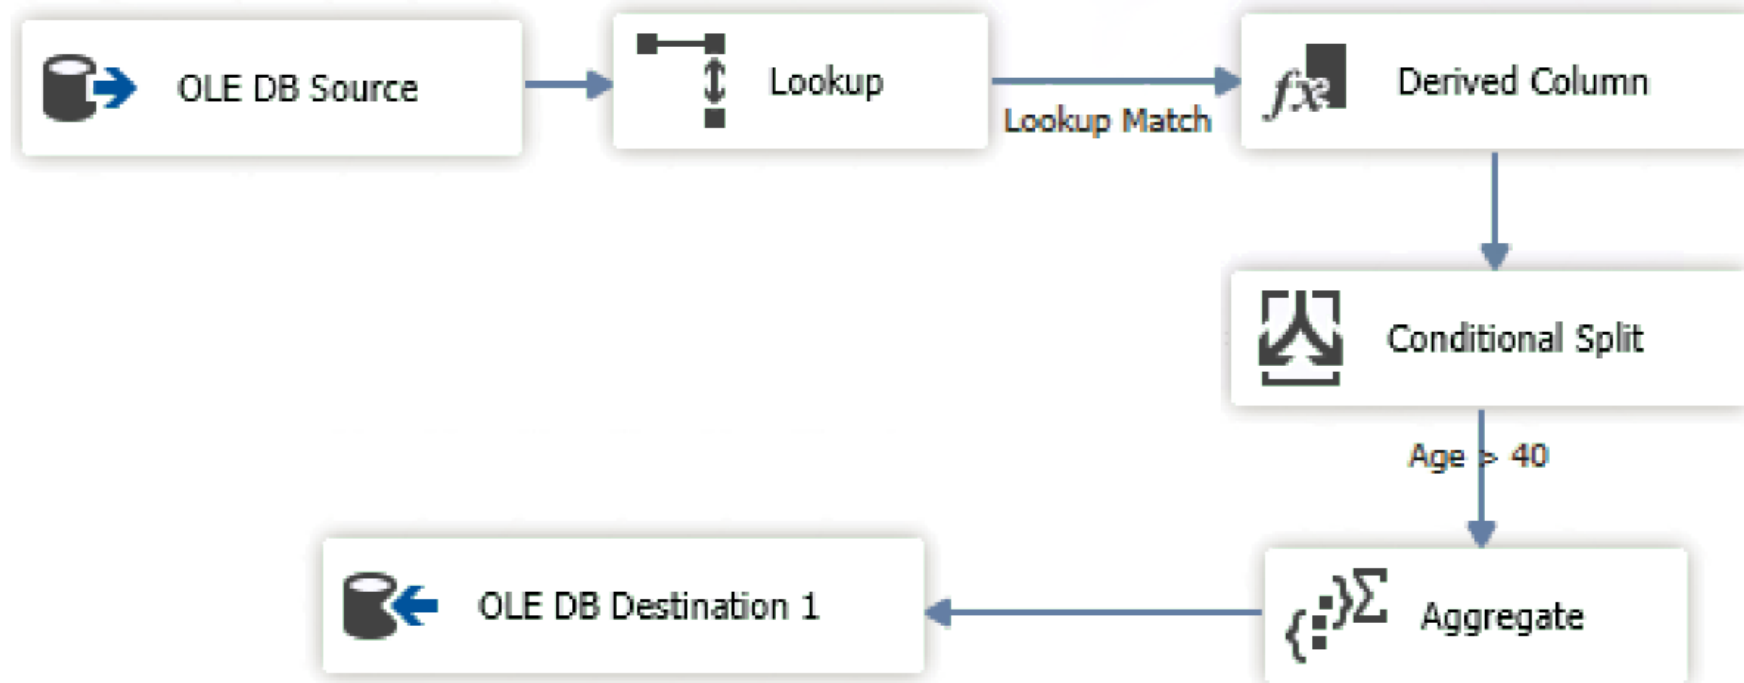 OLE DB Source
Lookup
Lookup Match
Derived Column
Conditional Split
Age > 40
Aggregate
OLE DB Destination 1